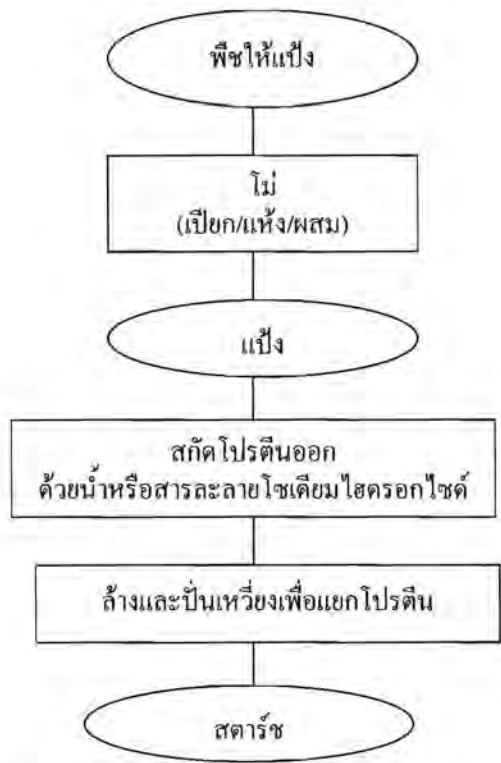 พืชให้แป้ง
โม่
(เปียก/แห้ง/ผสม)
แป้ง
สกัดโปรตีนออก
ด้วยน้ำหรือสารละลายโซเดียมไฮดรอกไซด์
ล้างและปั่นเหวี่ยงเพื่อแยกโปรตีน
สตาร์ช